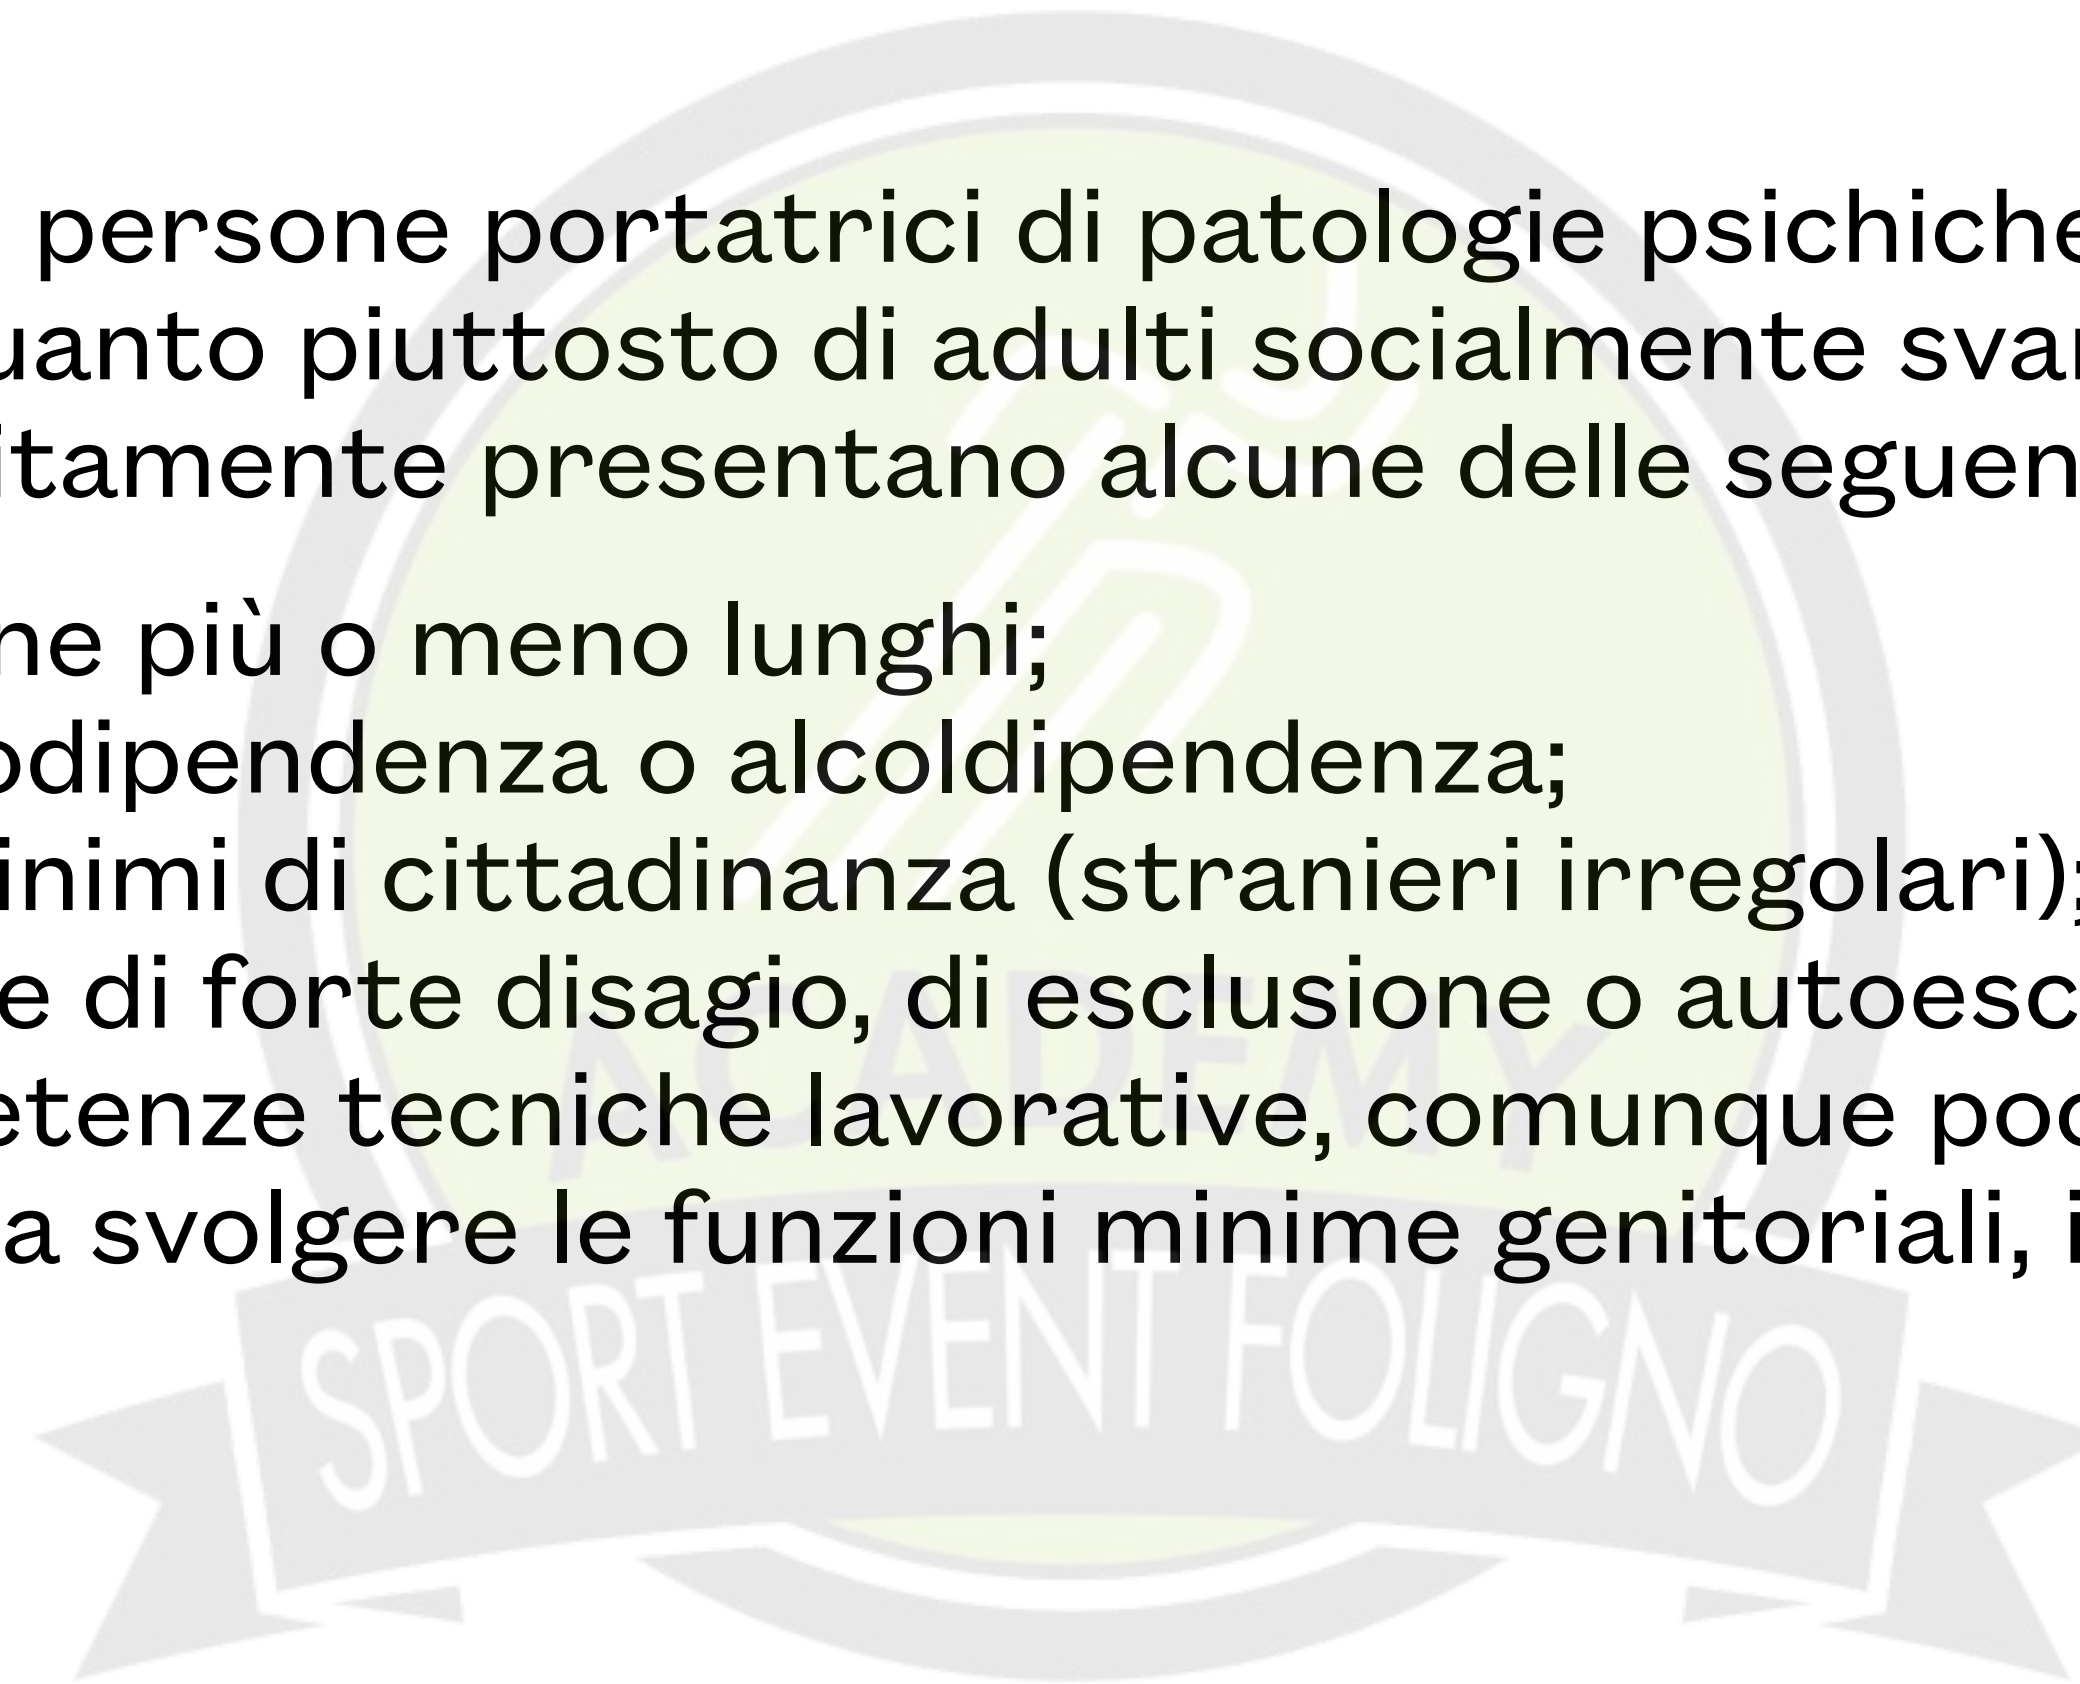 persone portatrici di patologie psichiche
uanto piuttosto di adulti socialmente svan
itamente presentano alcune delle seguen
ne più o meno lunghi;
odipendenza o alcoldipendenza;
inimi di cittadinanza (stranieri irregolari);
e di forte disagio, di esclusione o autoesc
etenze tecniche lavorative, comunque poc
a svolgere le funzioni minime genitoriali, i
ACADEMY
SPORT EVENT FOLIGNO